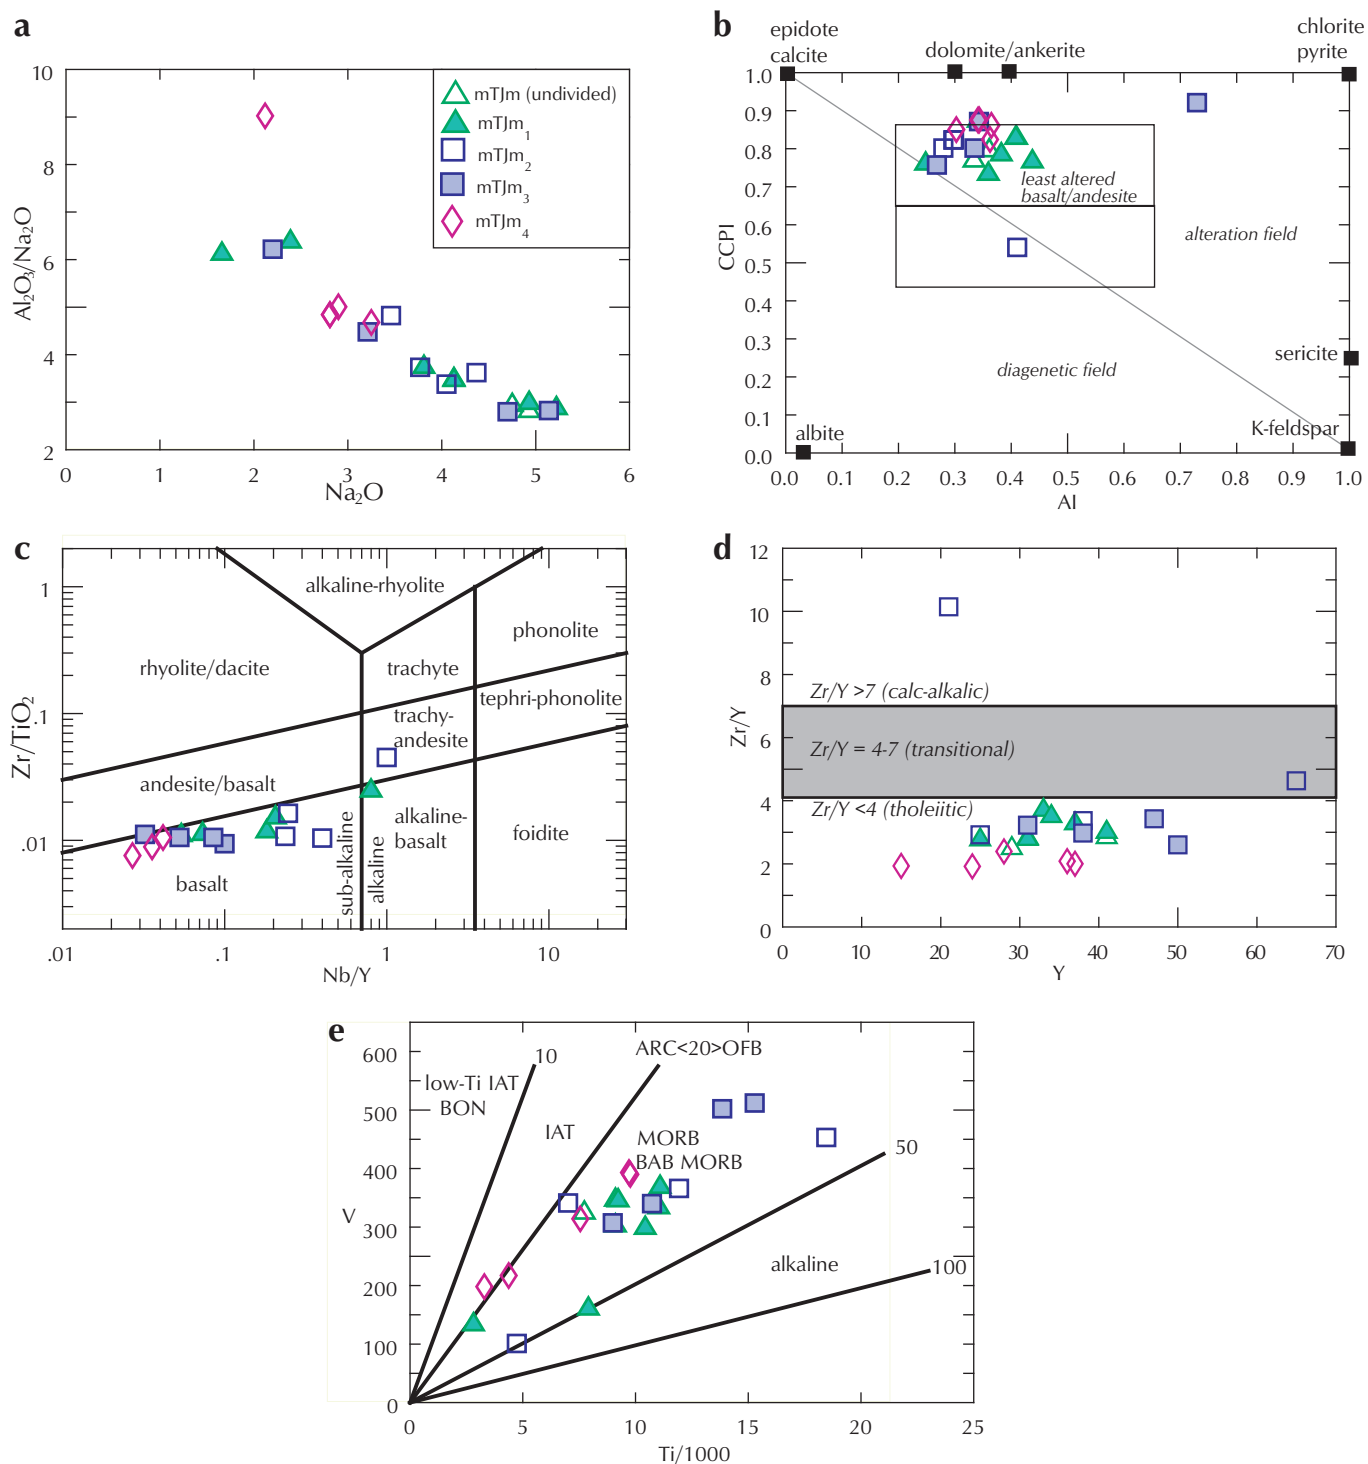 a
10
8
6
4
2
0
1
2
3
4
5
6
Al₂O₃/Na₂O
Na₂O
mTJm (undivided)
mTJm₁
mTJm₂
mTJm₃
mTJm₄
b
epidote
calcite
dolomite/ankerite
chlorite
pyrite
1.0
0.9
0.8
0.7
0.6
0.5
0.4
0.3
0.2
0.1
0.0
CCPI
least altered
basalt/andesite
alteration field
diagenetic field
sericite
K-feldspar
albite
0.0
0.1
0.2
0.3
0.4
0.5
0.6
0.7
0.8
0.9
1.0
AI
c
1
.1
.01
Zr/TiO₂
alkaline-rhyolite
phonolite
rhyolite/dacite
trachyte
tephri-phonolite
trachy-
andesite
andesite/basalt
alkaline-
basalt
foidite
basalt
sub-alkaline
alkaline
.01
0.1
1
10
Nb/Y
d
12
10
8
6
4
2
0
Zr/Y
Zr/Y >7 (calc-alkalic)
Zr/Y = 4-7 (transitional)
Zr/Y <4 (tholeiitic)
0
10
20
30
40
50
60
70
Y
e
600
500
400
300
200
100
0
V
10
ARC<20>OFB
low-Ti IAT
BON
IAT
MORB
BAB MORB
50
alkaline
100
0
5
10
15
20
25
Ti/1000